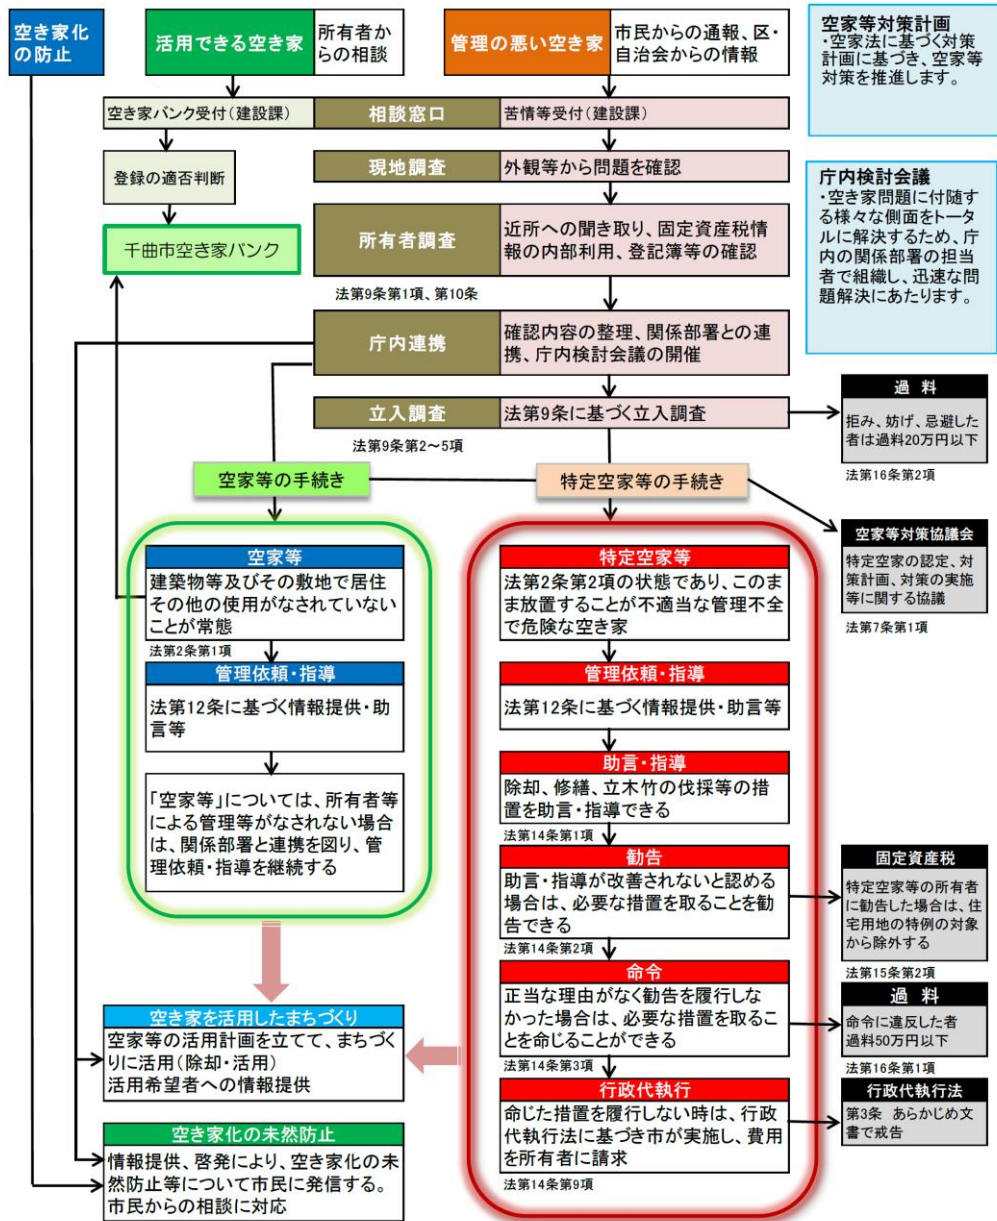 空き家化
の防止
活用できる空き家
所有者か
らの相談
管理の悪い空き家
市民からの通報、区・
自治会からの情報
空家等対策計画
・空家法に基づく対策
計画に基づき、空家等
対策を推進します。
空き家バンク受付(建設課)
相談窓口
苦情等受付(建設課)
登録の適否判断
現地調査
外観等から問題を確認
千曲市空き家バンク
所有者調査
近所への聞き取り、固定資産税情
報の内部利用、登記簿等の確認
法第9条第1項、第10条
庁内検討会議
・空き家問題に付随す
る様々な側面をトータ
ルに解決するため、庁
内の関係部署の担当
者で組織し、迅速な問
題解決にあたります。
庁内連携
確認内容の整理、関係部署との連
携、庁内検討会議の開催
立入調査
法第9条に基づく立入調査
法第9条第2～5項
過 料
拒み、妨げ、忌避した
者は過料20万円以下
法第16条第2項
空家等の手続き
特定空家等の手続き
空家等対策協議会
特定空家の認定、対
策計画、対策の実施
等に関する協議
法第7条第1項
空家等
建築物等及びその敷地で居住
その他の使用がなされていない
ことが常態
法第2条第1項
管理依頼・指導
法第12条に基づく情報提供・助
言等
「空家等」については、所有者等
による管理等がなされない場合
は、関係部署と連携を図り、管
理依頼・指導を継続する
特定空家等
法第2条第2項の状態であり、このま
ま放置することが不適当な管理不全
で危険な空き家
管理依頼・指導
法第12条に基づく情報提供・助言等
助言・指導
除却、修繕、立木竹の伐採等の措
置を助言・指導できる
法第14条第1項
勧告
助言・指導が改善されないと認める
場合は、必要な措置を取ることを勧
告できる
法第14条第2項
固定資産税
特定空家等の所有者
に勧告した場合は、住
宅用地の特例の対象
から除外する
法第15条第2項
命令
正当な理由がなく勧告を履行しな
かった場合は、必要な措置を取るこ
とを命じることができる
法第14条第3項
過 料
命令に違反した者
過料50万円以下
法第16条第1項
行政代執行
命じた措置を履行しない時は、行政
代執行法に基づき市が実施し、費用
を所有者に請求
法第14条第9項
行政代執行法
第3条 あらかじめ文
書で戒告
空き家を活用したまちづくり
空家等の活用計画を立てて、まちづく
りに活用(除却・活用)
活用希望者への情報提供
空き家化の未然防止
情報提供、啓発により、空き家化の未
然防止等について市民に発信する。
市民からの相談に対応